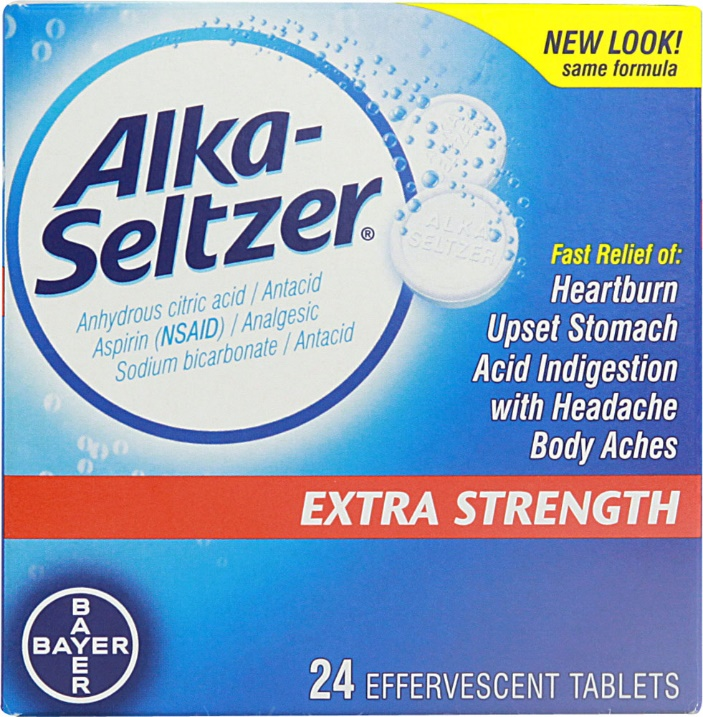 NEW LOOK!
same formula
Alka-
Seltzer®
Anhydrous citric acid / Antacid
Aspirin (NSAID) / Analgesic
Sodium bicarbonate / Antacid
ALKA
SELTZER
Fast Relief of:
Heartburn
Upset Stomach
Acid Indigestion
with Headache
Body Aches
EXTRA STRENGTH
BAYER
BAYER
24 EFFERVESCENT TABLETS